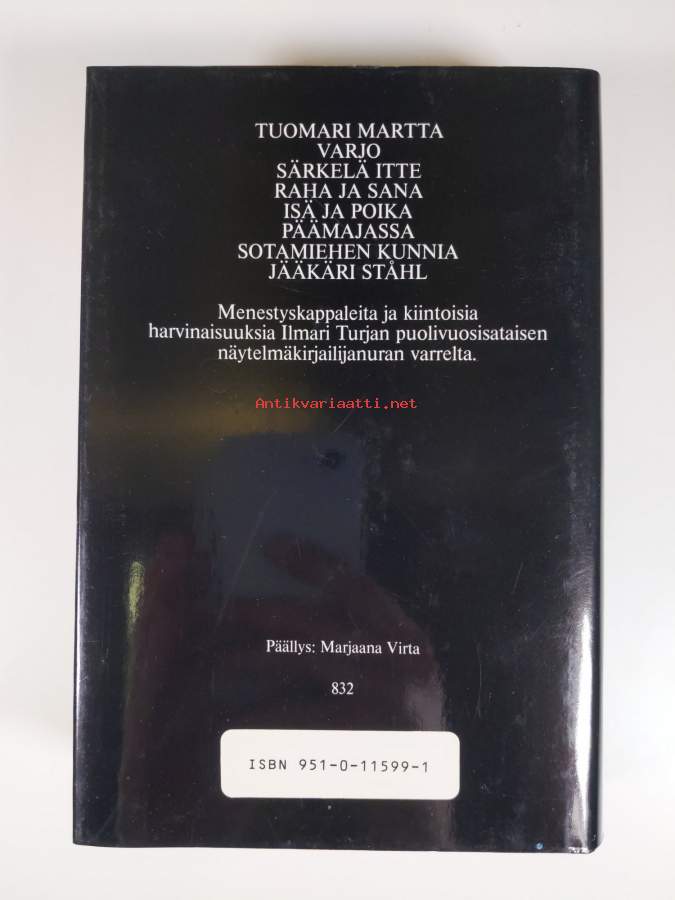 TUOMARI MARTTA
VARJO
SÄRKELÄ ITTE
RAHA JA SANA
ISÄ JA POIKA
PÄÄMAJASSA
SOTAMIEHEN KUNNIA
JÄÄKÄRI STÅHL
Menestyskappaleita ja kiintoisia
harvinaisuuksia Ilmari Turjan puolivuosisataisen
näytelmäkirjailijanuran varrelta.
Antikvariaatti.net
Päällys: Marjaana Virta
832
ISBN 951-0-11599-1